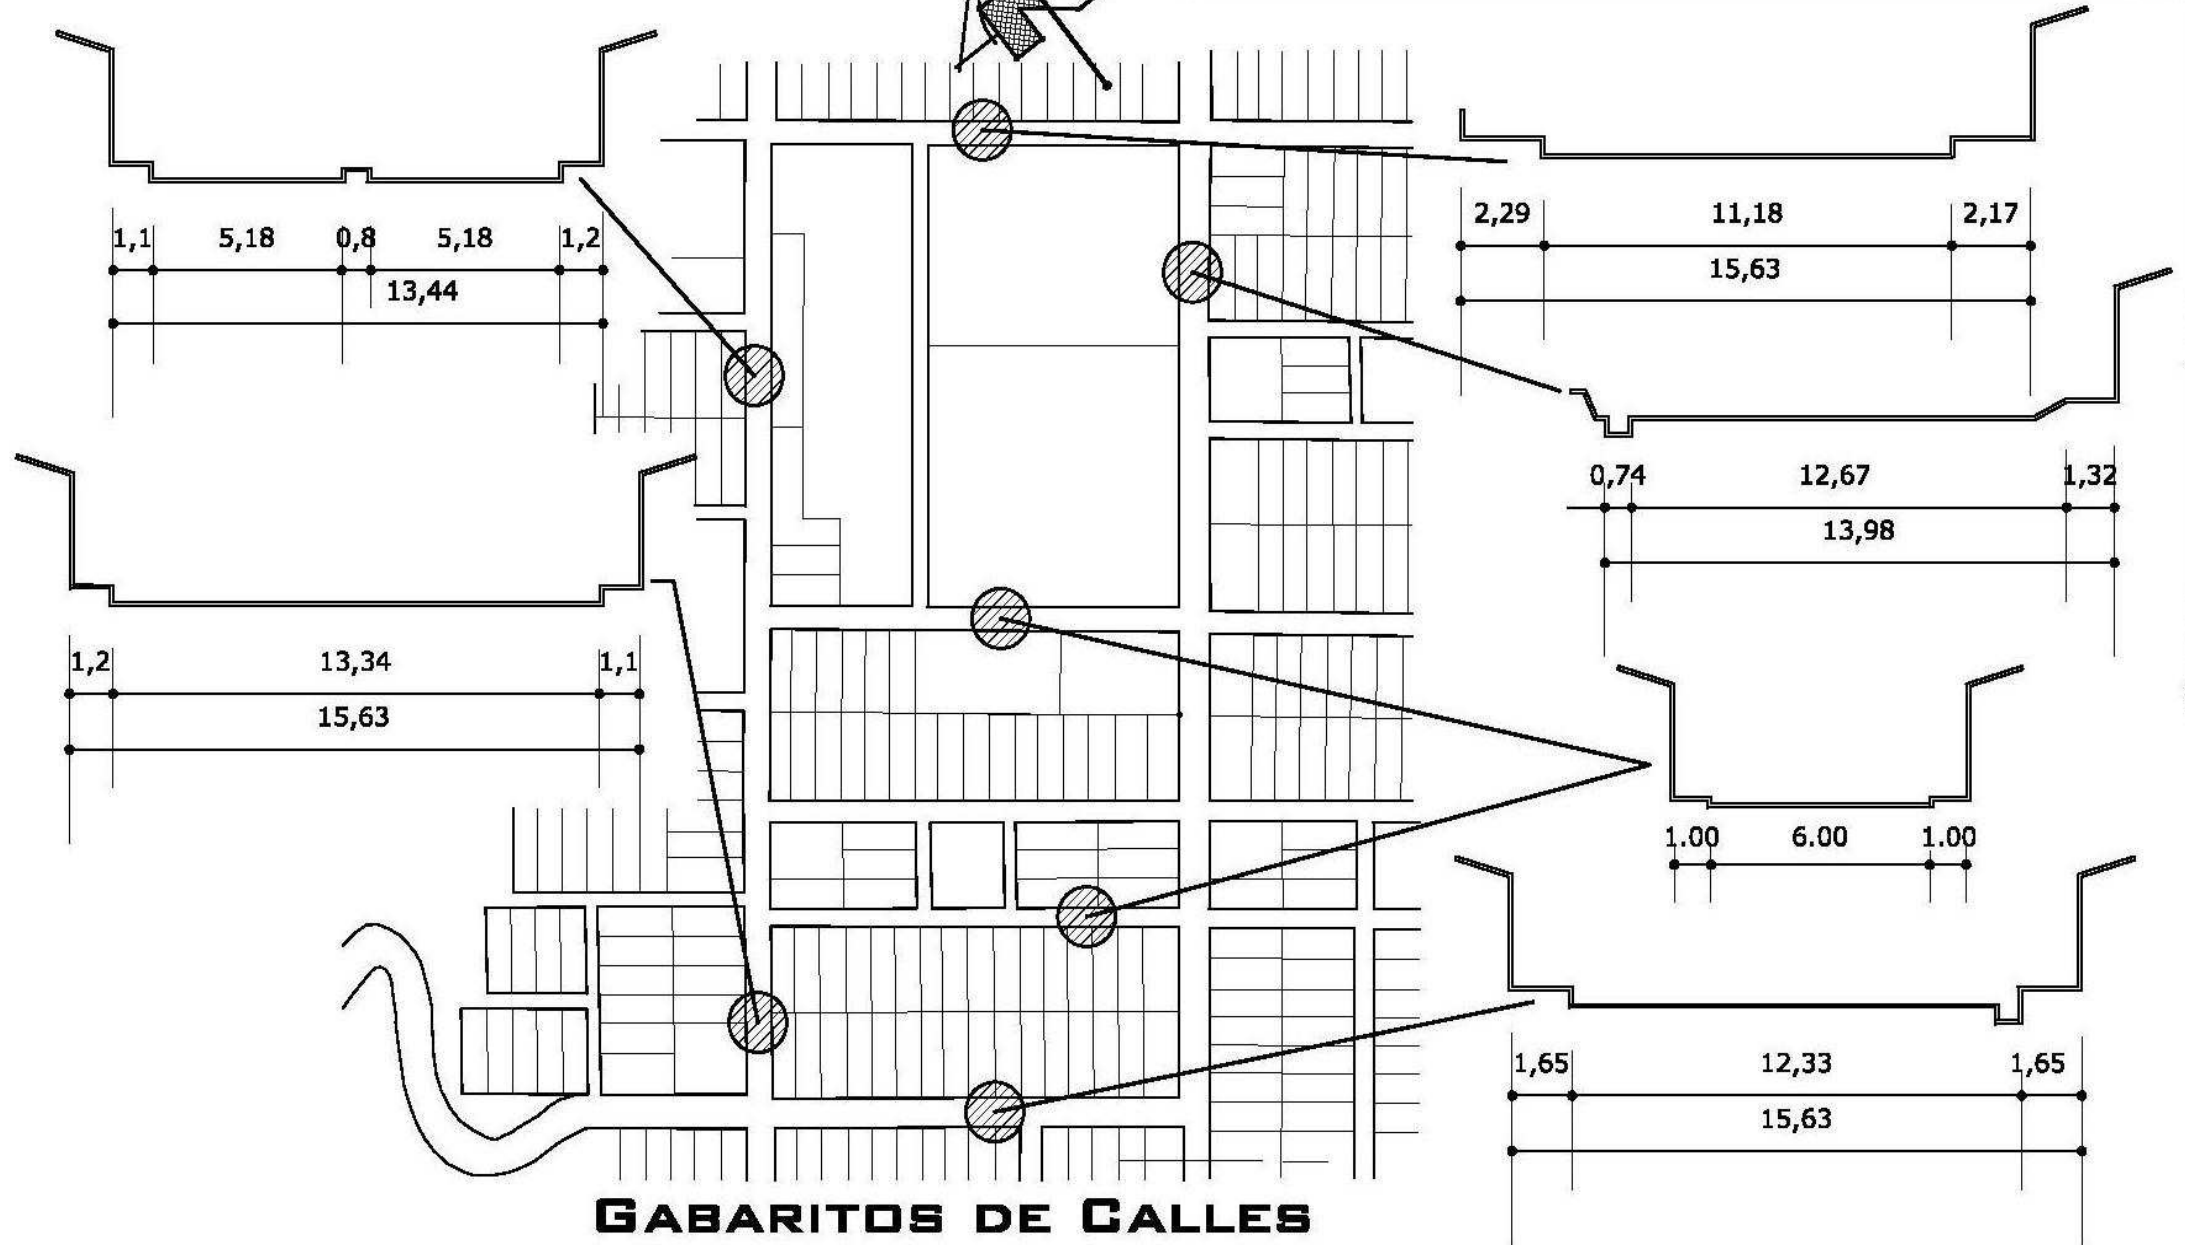 1,1 5,18 0,8 5,18 1,2
13,44
2,29 11,18 2,17
15,63
0,74 12,67 1,32
13,98
1,2 13,34 1,1
15,63
1.00 6.00 1.00
1,65 12,33 1,65
15,63
GABARITOS DE CALLES